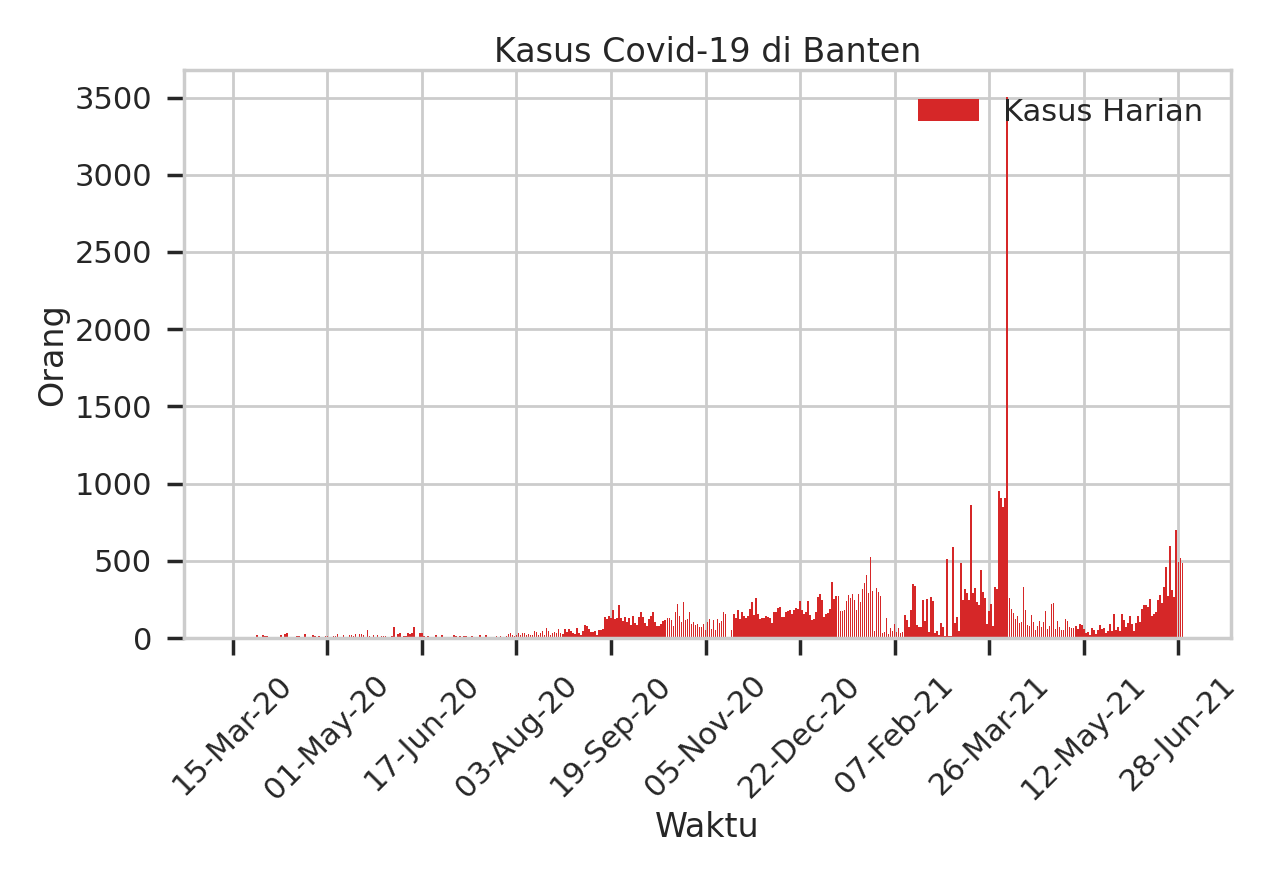 Kasus Covid-19 di Banten
Kasus Harian
Orang
3500
3000
2500
2000
1500
1000
500
0
15-Mar-20
01-May-20
17-Jun-20
03-Aug-20
19-Sep-20
05-Nov-20
22-Dec-20
07-Feb-21
26-Mar-21
12-May-21
28-Jun-21
Waktu